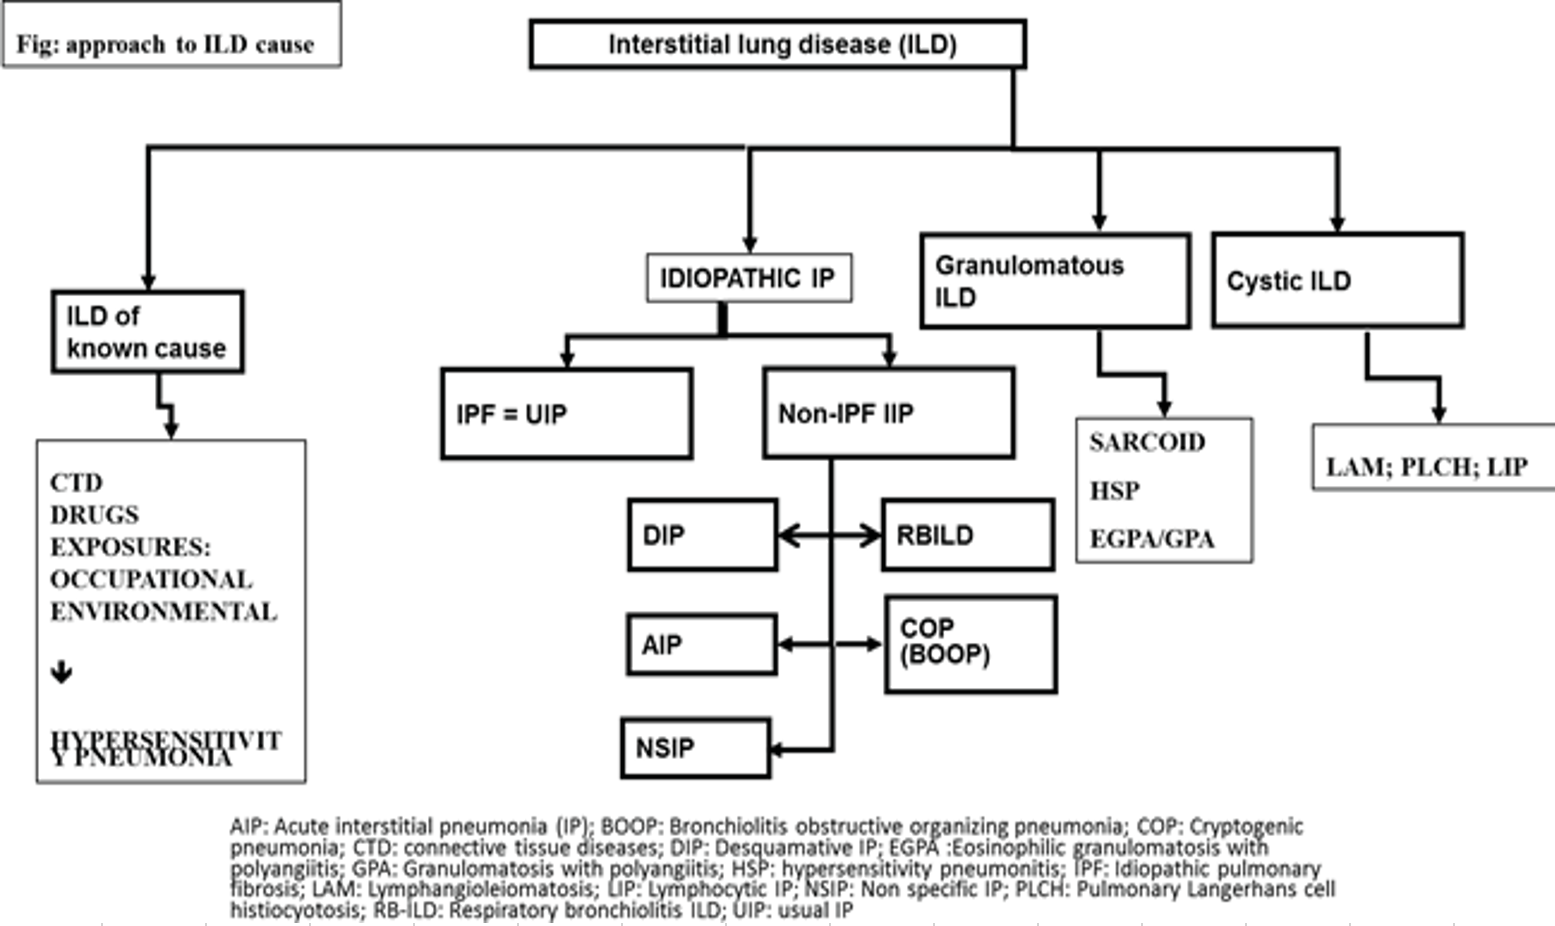 Fig: approach to ILD cause
Interstitial lung disease (ILD)
ILD of
known cause
IDIOPATHIC IP
Granulomatous
ILD
Cystic ILD
IPF = UIP
Non-IPF IIP
CTD
DRUGS
EXPOSURES:
OCCUPATIONAL
ENVIRONMENTAL
HYPERSENSITIVIT
Y PNEUMONIA
DIP
RBILD
AIP
COP
(BOOP)
NSIP
SARCOID
HSP
EGPA/GPA
LAM; PLCH; LIP
AIP: Acute interstitial pneumonia (IP); BOOP: Bronchiolitis obstructive organizing pneumonia; COP: Cryptogenic
pneumonia; CTD: connective tissue diseases; DIP: Desquamative IP; EGPA :Eosinophilic granulomatosis with
polyangiitis; GPA: Granulomatosis with polyangiitis; HSP: hypersensitivity pneumonitis; IPF: Idiopathic pulmonary
fibrosis; LAM: Lymphangioleiomatosis; LIP: Lymphocytic IP; NSIP: Non specific IP; PLCH: Pulmonary Langerhans cell
histiocyotosis; RB-ILD: Respiratory bronchiolitis ILD; UIP: usual IP